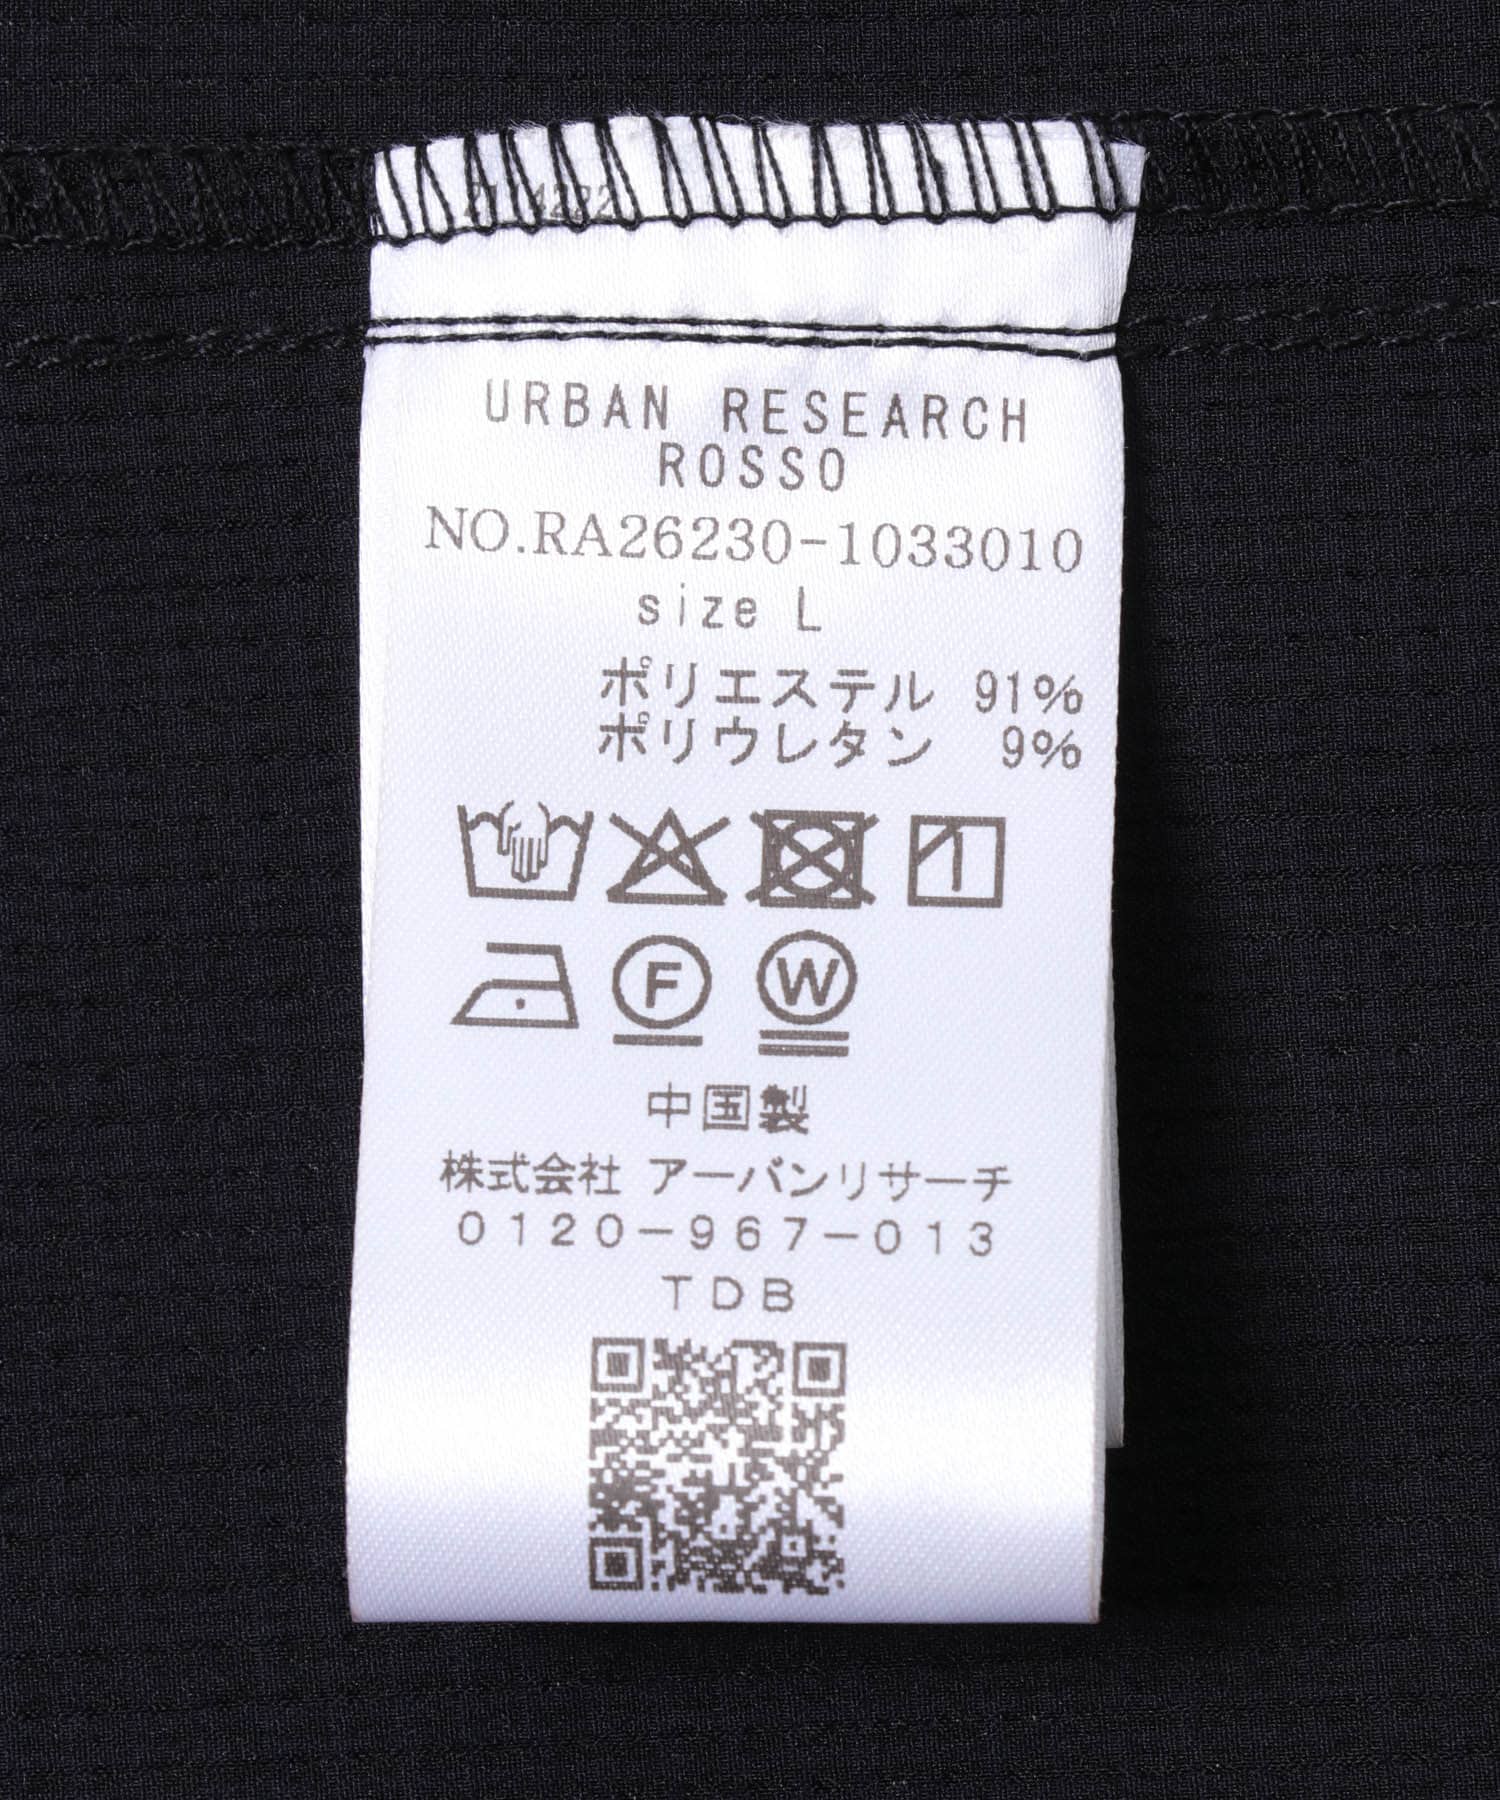 URBAN RESEARCH
ROSSO
NO.RA26230-1033010
size L
ポリエステル 91%
ポリウレタン 9%
F W
中国製
株式会社 アーバンリサーチ
0120-967-013
TDB